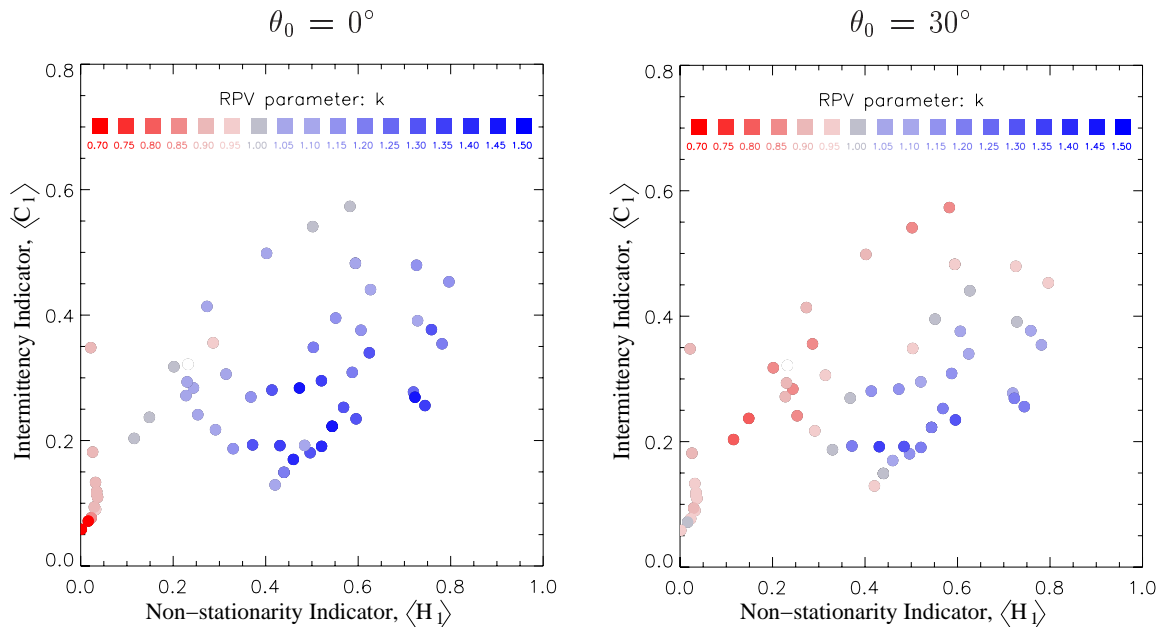 θ₀ = 0°
0.8
RPV parameter: k
0.70 0.75 0.80 0.85 0.90 0.95 1.00 1.05 1.10 1.15 1.20 1.25 1.30 1.35 1.40 1.45 1.50
0.6
Intermittency Indicator, ⟨C₁⟩
0.4
0.2
0.0
0.0 0.2 0.4 0.6 0.8 1.0
Non−stationarity Indicator, ⟨H₁⟩
θ₀ = 30°
0.8
RPV parameter: k
0.70 0.75 0.80 0.85 0.90 0.95 1.00 1.05 1.10 1.15 1.20 1.25 1.30 1.35 1.40 1.45 1.50
0.6
Intermittency Indicator, ⟨C₁⟩
0.4
0.2
0.0
0.0 0.2 0.4 0.6 0.8 1.0
Non−stationarity Indicator, ⟨H₁⟩